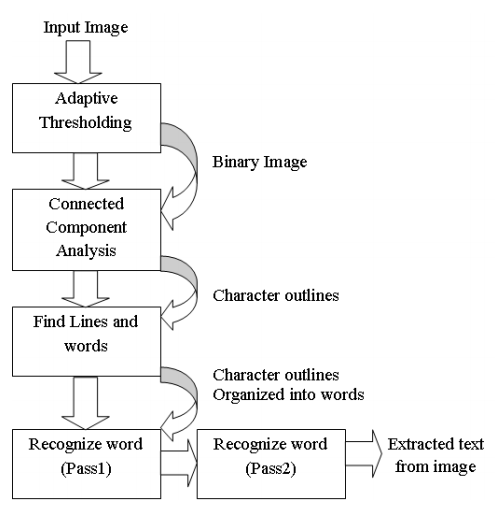 Input Image
Adaptive
Thresholding
Binary Image
Connected
Component
Analysis
Character outlines
Find Lines and
words
Character outlines
Organized into words
Recognize word
(Pass1)
Recognize word
(Pass2)
Extracted text
from image